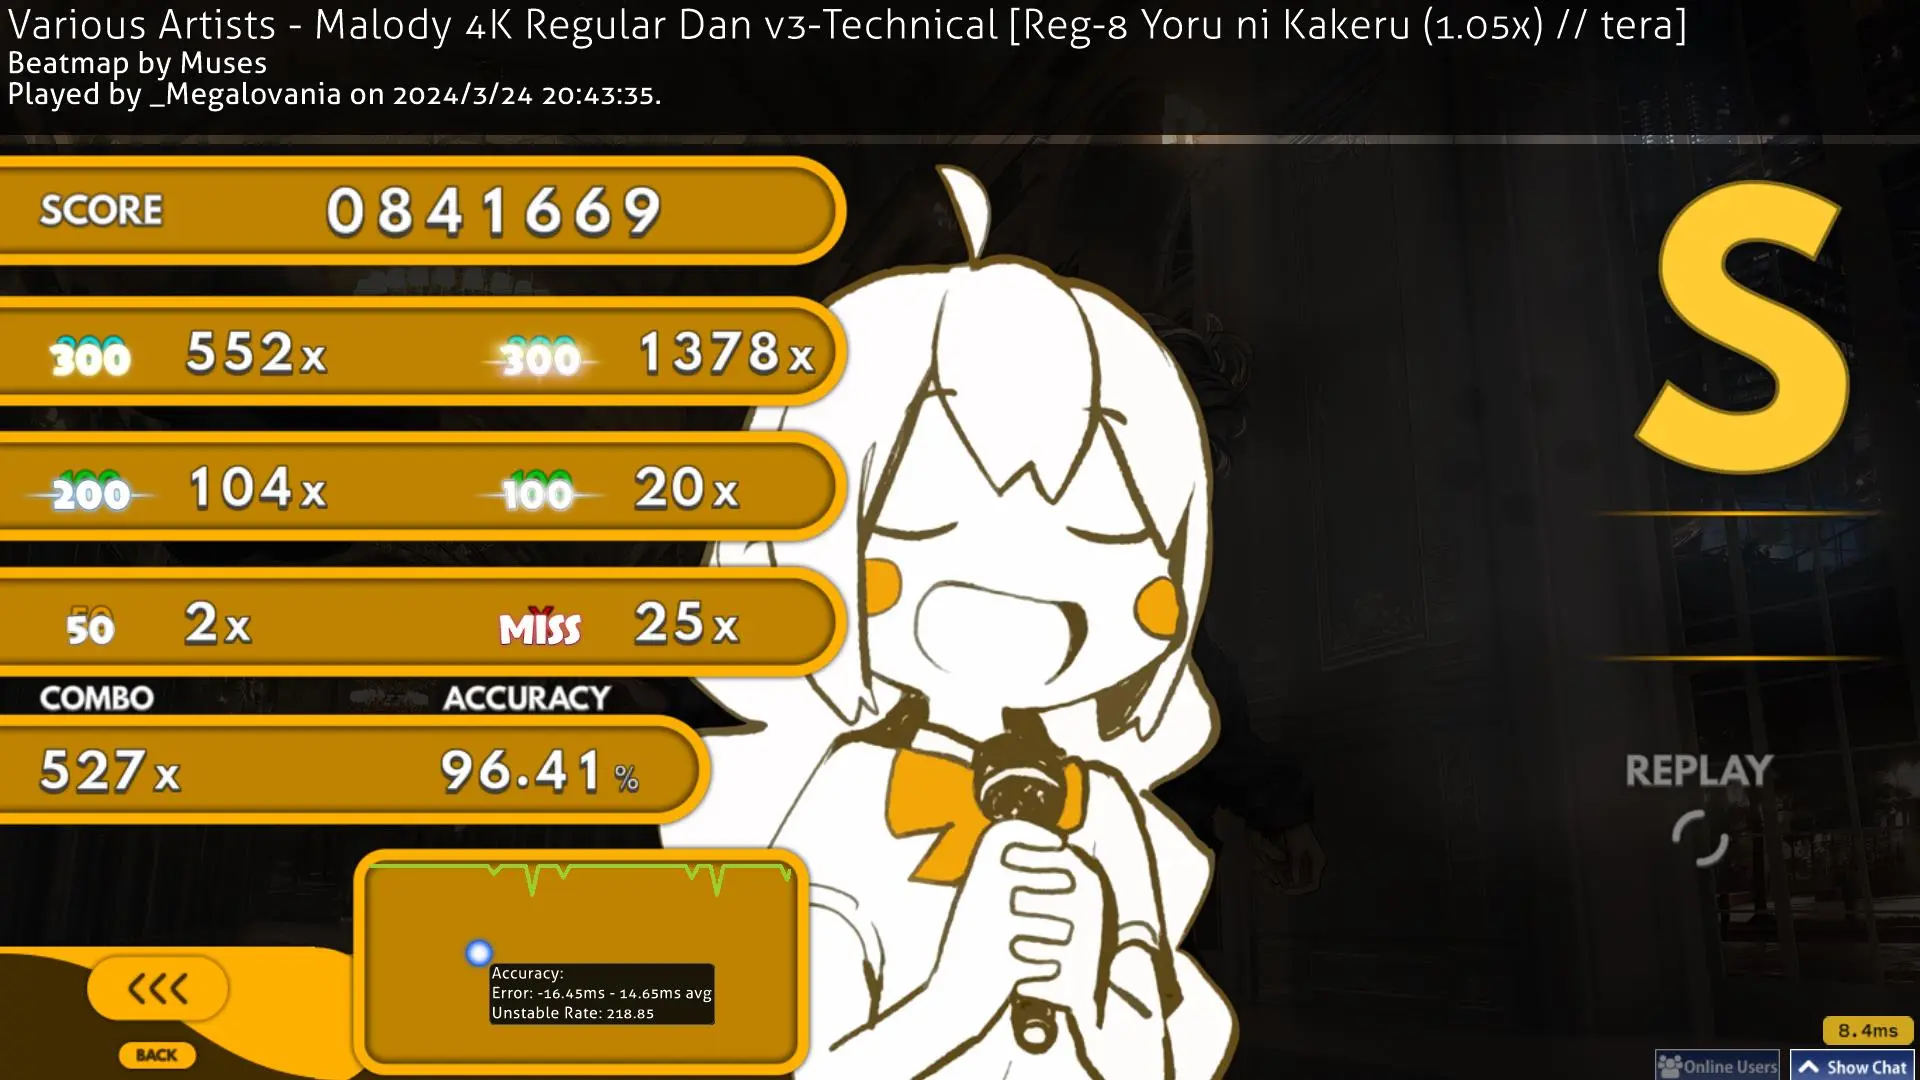 Various Artists - Malody 4K Regular Dan v3-Technical [Reg-8 Yoru ni Kakeru (1.05x) // tera]
Beatmap by Muses
Played by _Megalovania on 2024/3/24 20:43:35.
SCORE 0841669
300 552x 300 1378x
200 104x 100 20x
50 2x MISS 25x
COMBO ACCURACY
527x 96.41%
REPLAY
Accuracy:
Error: -16.45ms - 14.65ms avg
Unstable Rate: 218.85
BACK
8.4ms
Online Users Show Chat
S